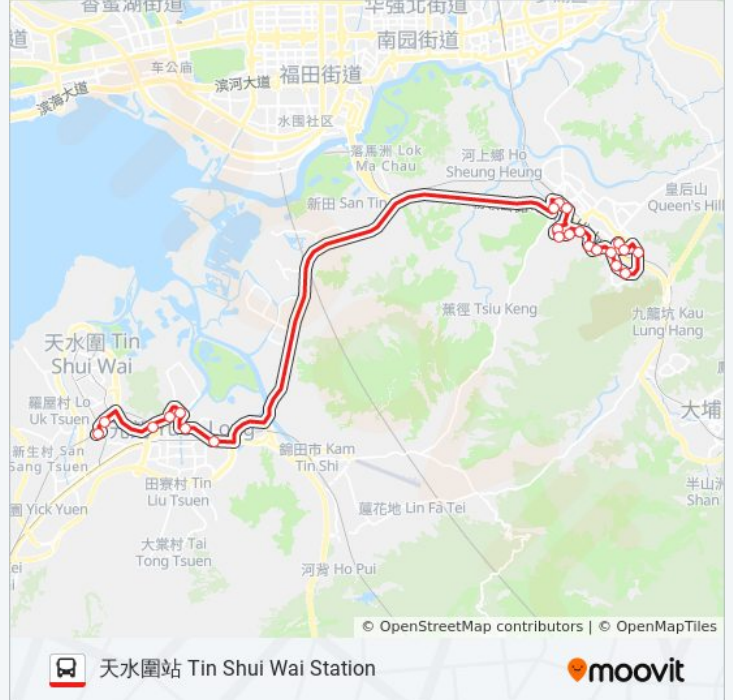 香蜜湖街道
华强北街道
道
南园街道
车公庙
福田街道
滨河大道
滨海大道
水围社区
落馬洲 Lok
Ma Chau
河上鄉 Ho
Sheung Heung
皇后山
Queen's Hill
新田 San Tin
蕉徑 Tsiu Keng
九龍坑 Kau
Lung Hang
天水圍 Tin
Shui Wai
羅屋村 Lo
Uk Tsuen
大埔
新生村 San
Sang Tsuen
錦田市 Kam
Tin Shi
田寮村 Tin
Liu Tsuen
半山洲
Shan
Yick Yuen
蓮花地 Lin Fa Tei
大棠村 Tai
Tong Tsuen
河背 Ho Pui
© OpenStreetMap contributors | © OpenMapTiles
天水圍站 Tin Shui Wai Station
moovit